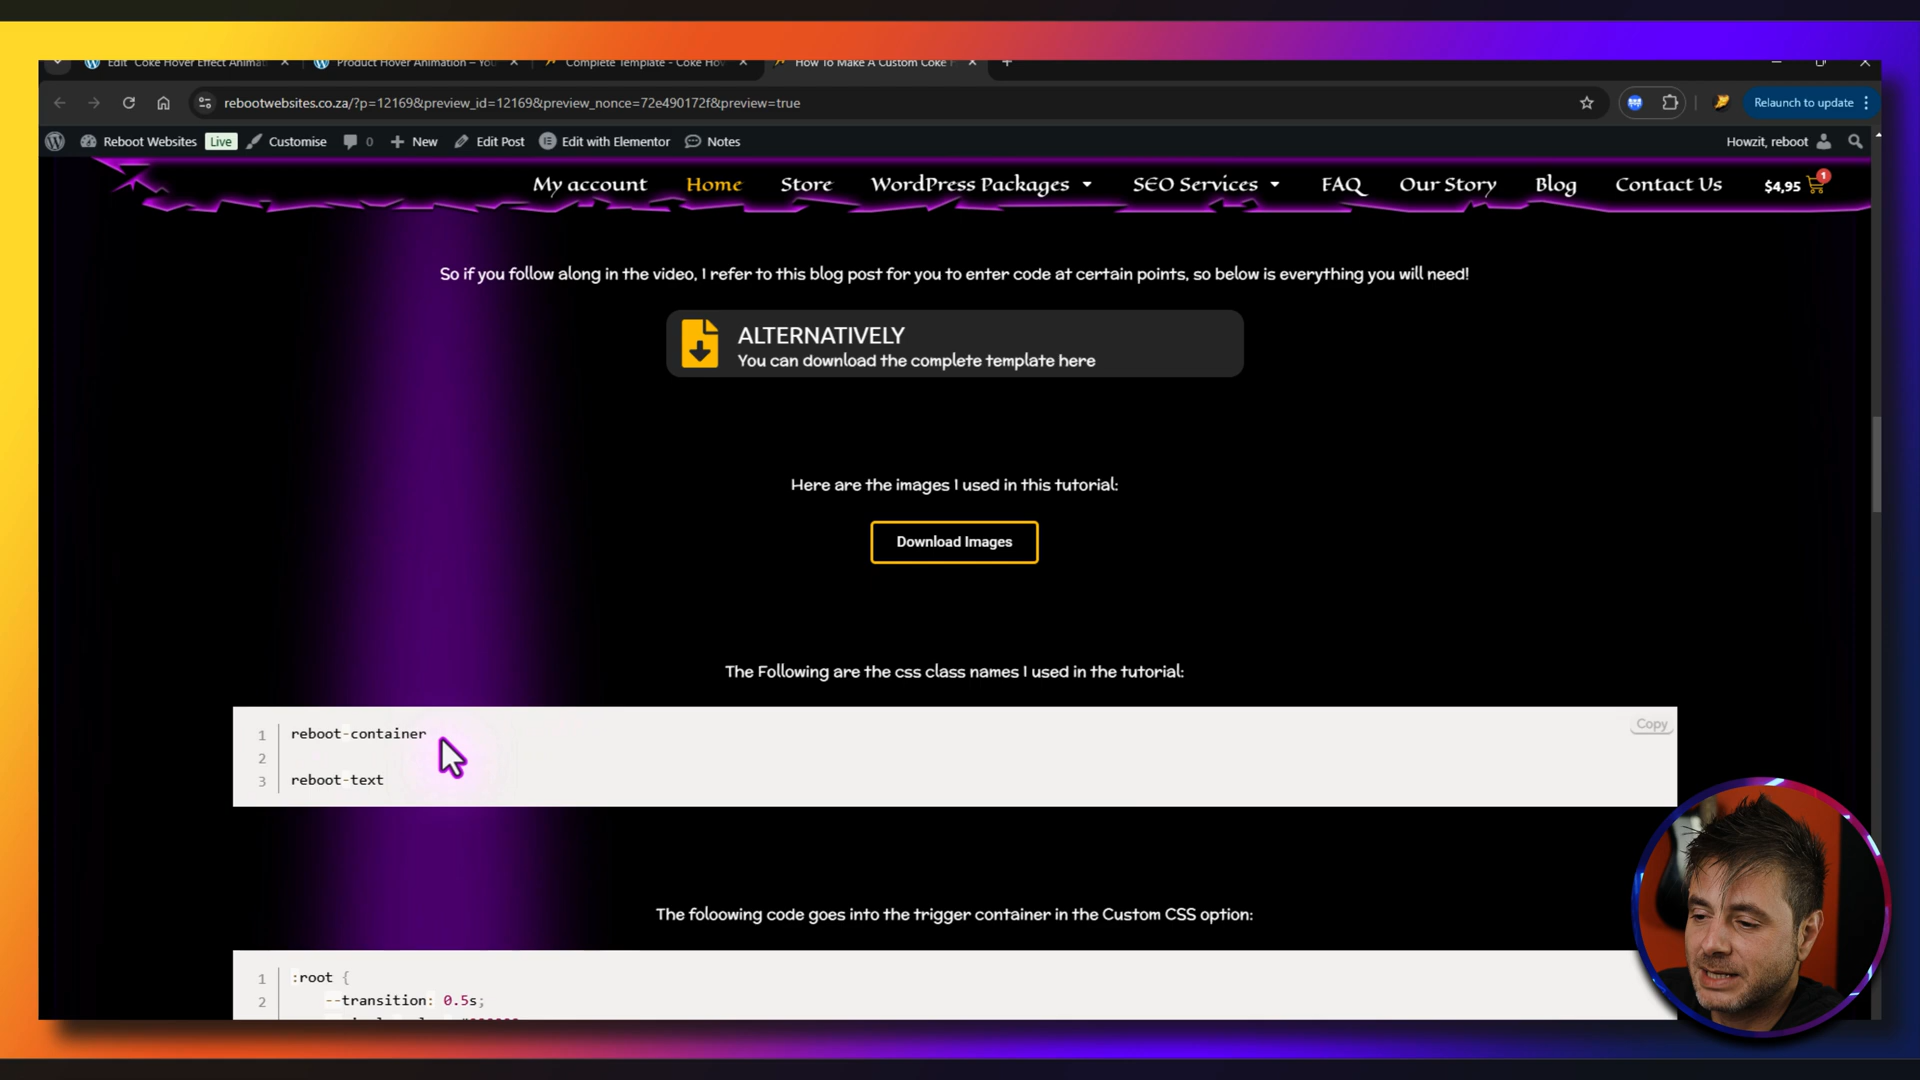 Edit "Coke Hover Effect Animat
Product Hover Animation – You
Complete Template - Coke Hov
How To Make A Custom Coke
rebootwebsites.co.za/?p=12169&preview_id=12169&preview_nonce=72e490172f&preview=true
Relaunch to update
Reboot Websites Live Customise 0 New Edit Post Edit with Elementor Notes
Howzit, reboot
My account Home Store WordPress Packages SEO Services FAQ Our Story Blog Contact Us $4,95 1
So if you follow along in the video, I refer to this blog post for you to enter code at certain points, so below is everything you will need!
ALTERNATIVELY
You can download the complete template here
Here are the images I used in this tutorial:
Download Images
The Following are the css class names I used in the tutorial:
Copy
1 reboot-container
2
3 reboot-text
The foloowing code goes into the trigger container in the Custom CSS option:
1 :root {
2 --transition: 0.5s;